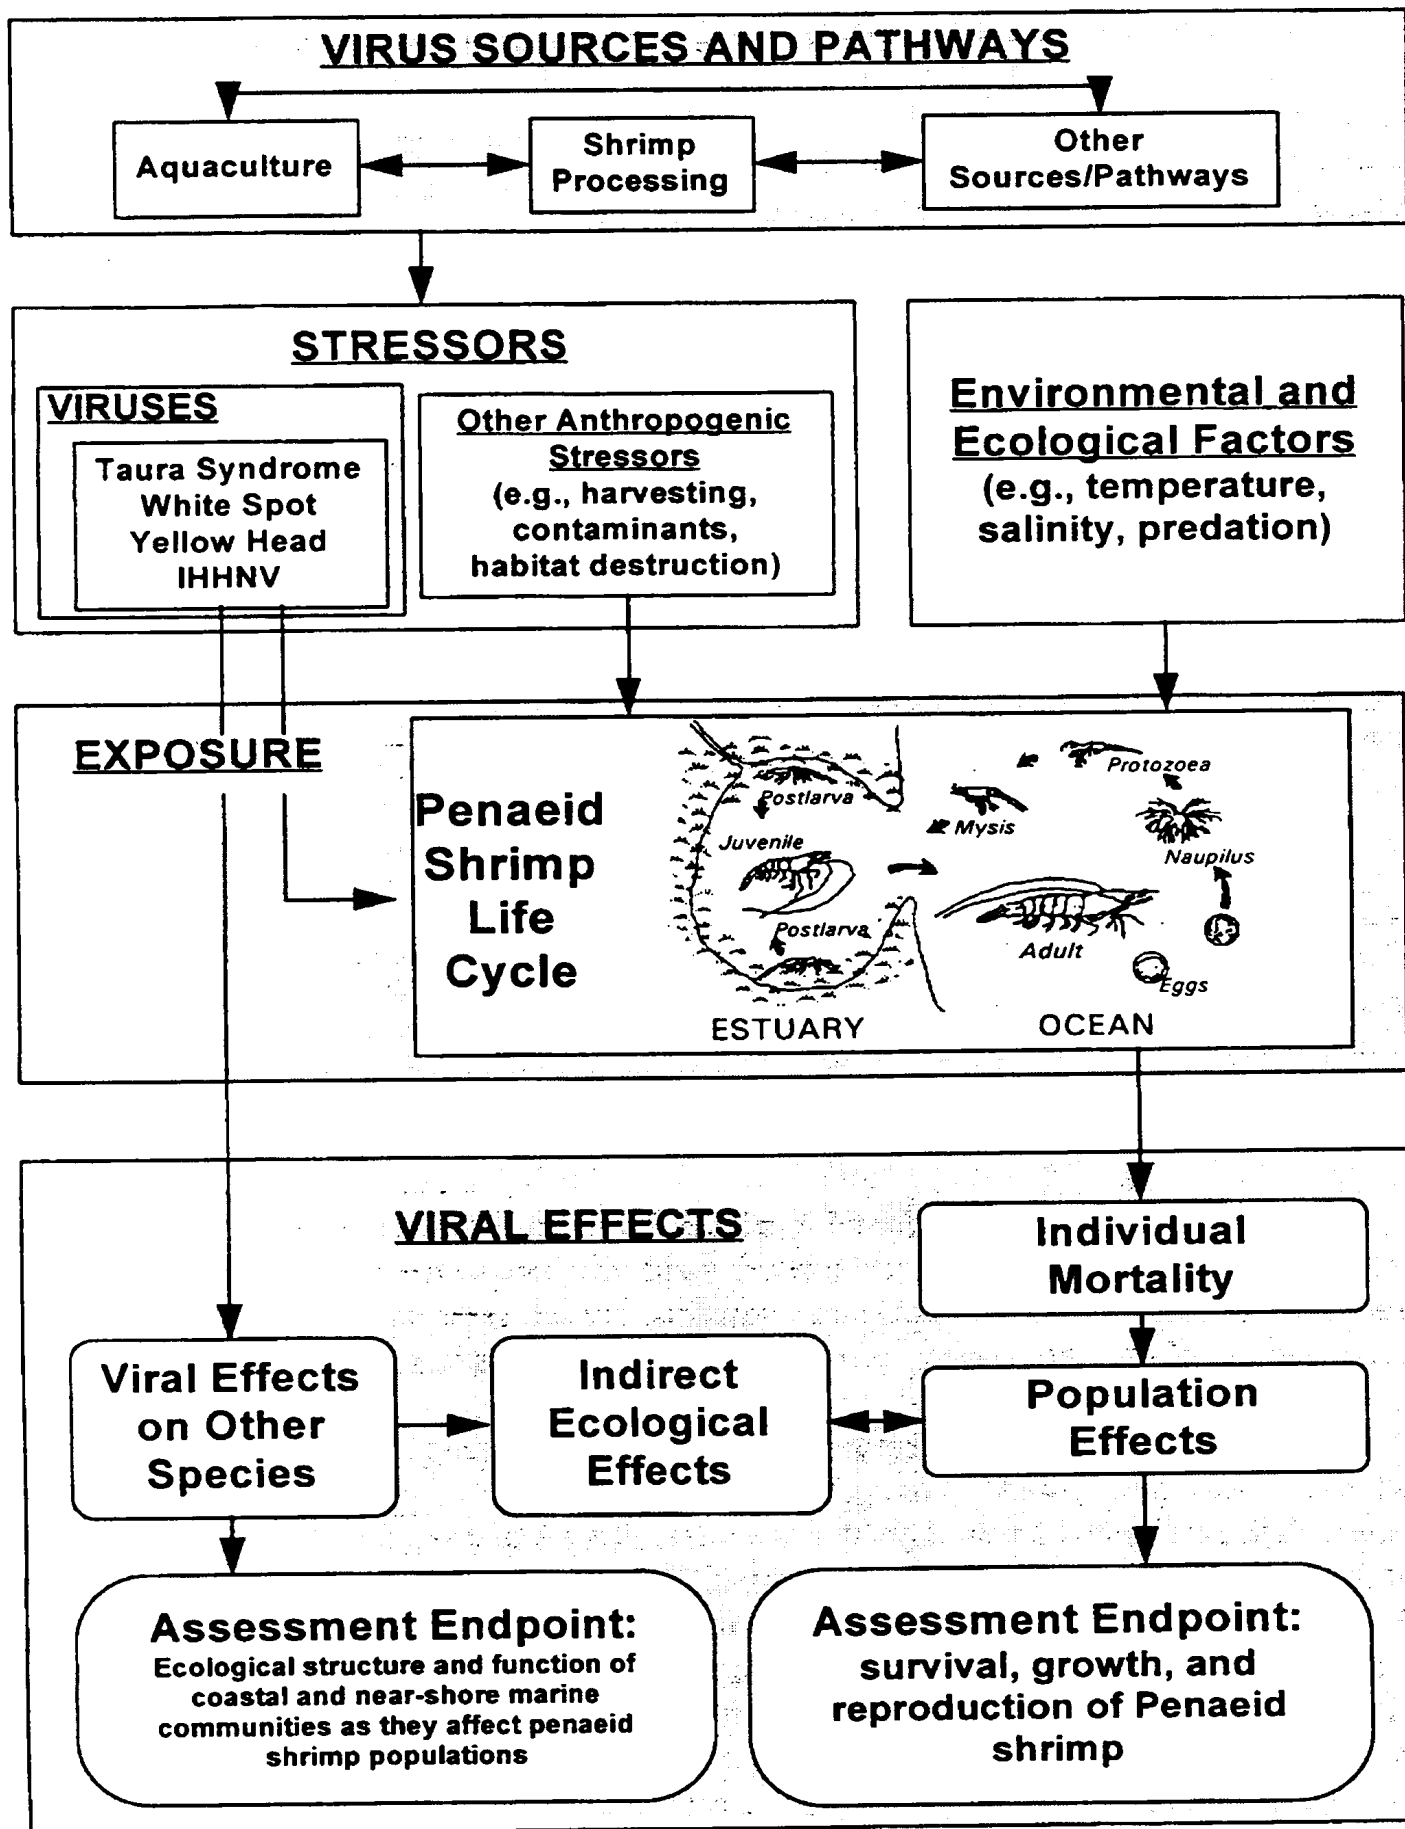 VIRUS SOURCES AND PATHWAYS
Aquaculture
Shrimp
Processing
Other
Sources/Pathways
STRESSORS
VIRUSES
Taura Syndrome
White Spot
Yellow Head
IHHNV
Other Anthropogenic
Stressors
(e.g., harvesting,
contaminants,
habitat destruction)
Environmental and
Ecological Factors
(e.g., temperature,
salinity, predation)
EXPOSURE
Penaeid
Shrimp
Life
Cycle
Postlarva
Juvenile
Postlarva
ESTUARY
Protozoea
Mysis
Naupilus
Adult
Eggs
OCEAN
VIRAL EFFECTS
Individual
Mortality
Viral Effects
on Other
Species
Indirect
Ecological
Effects
Population
Effects
Assessment Endpoint:
Ecological structure and function of
coastal and near-shore marine
communities as they affect penaeid
shrimp populations
Assessment Endpoint:
survival, growth, and
reproduction of Penaeid
shrimp